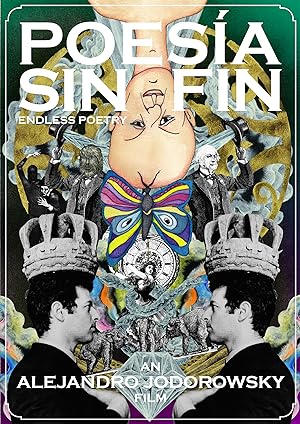 POESÍA
SIN FIN
ENDLESS POETRY
AN
ALEJANDRO JODOROWSKY
FILM